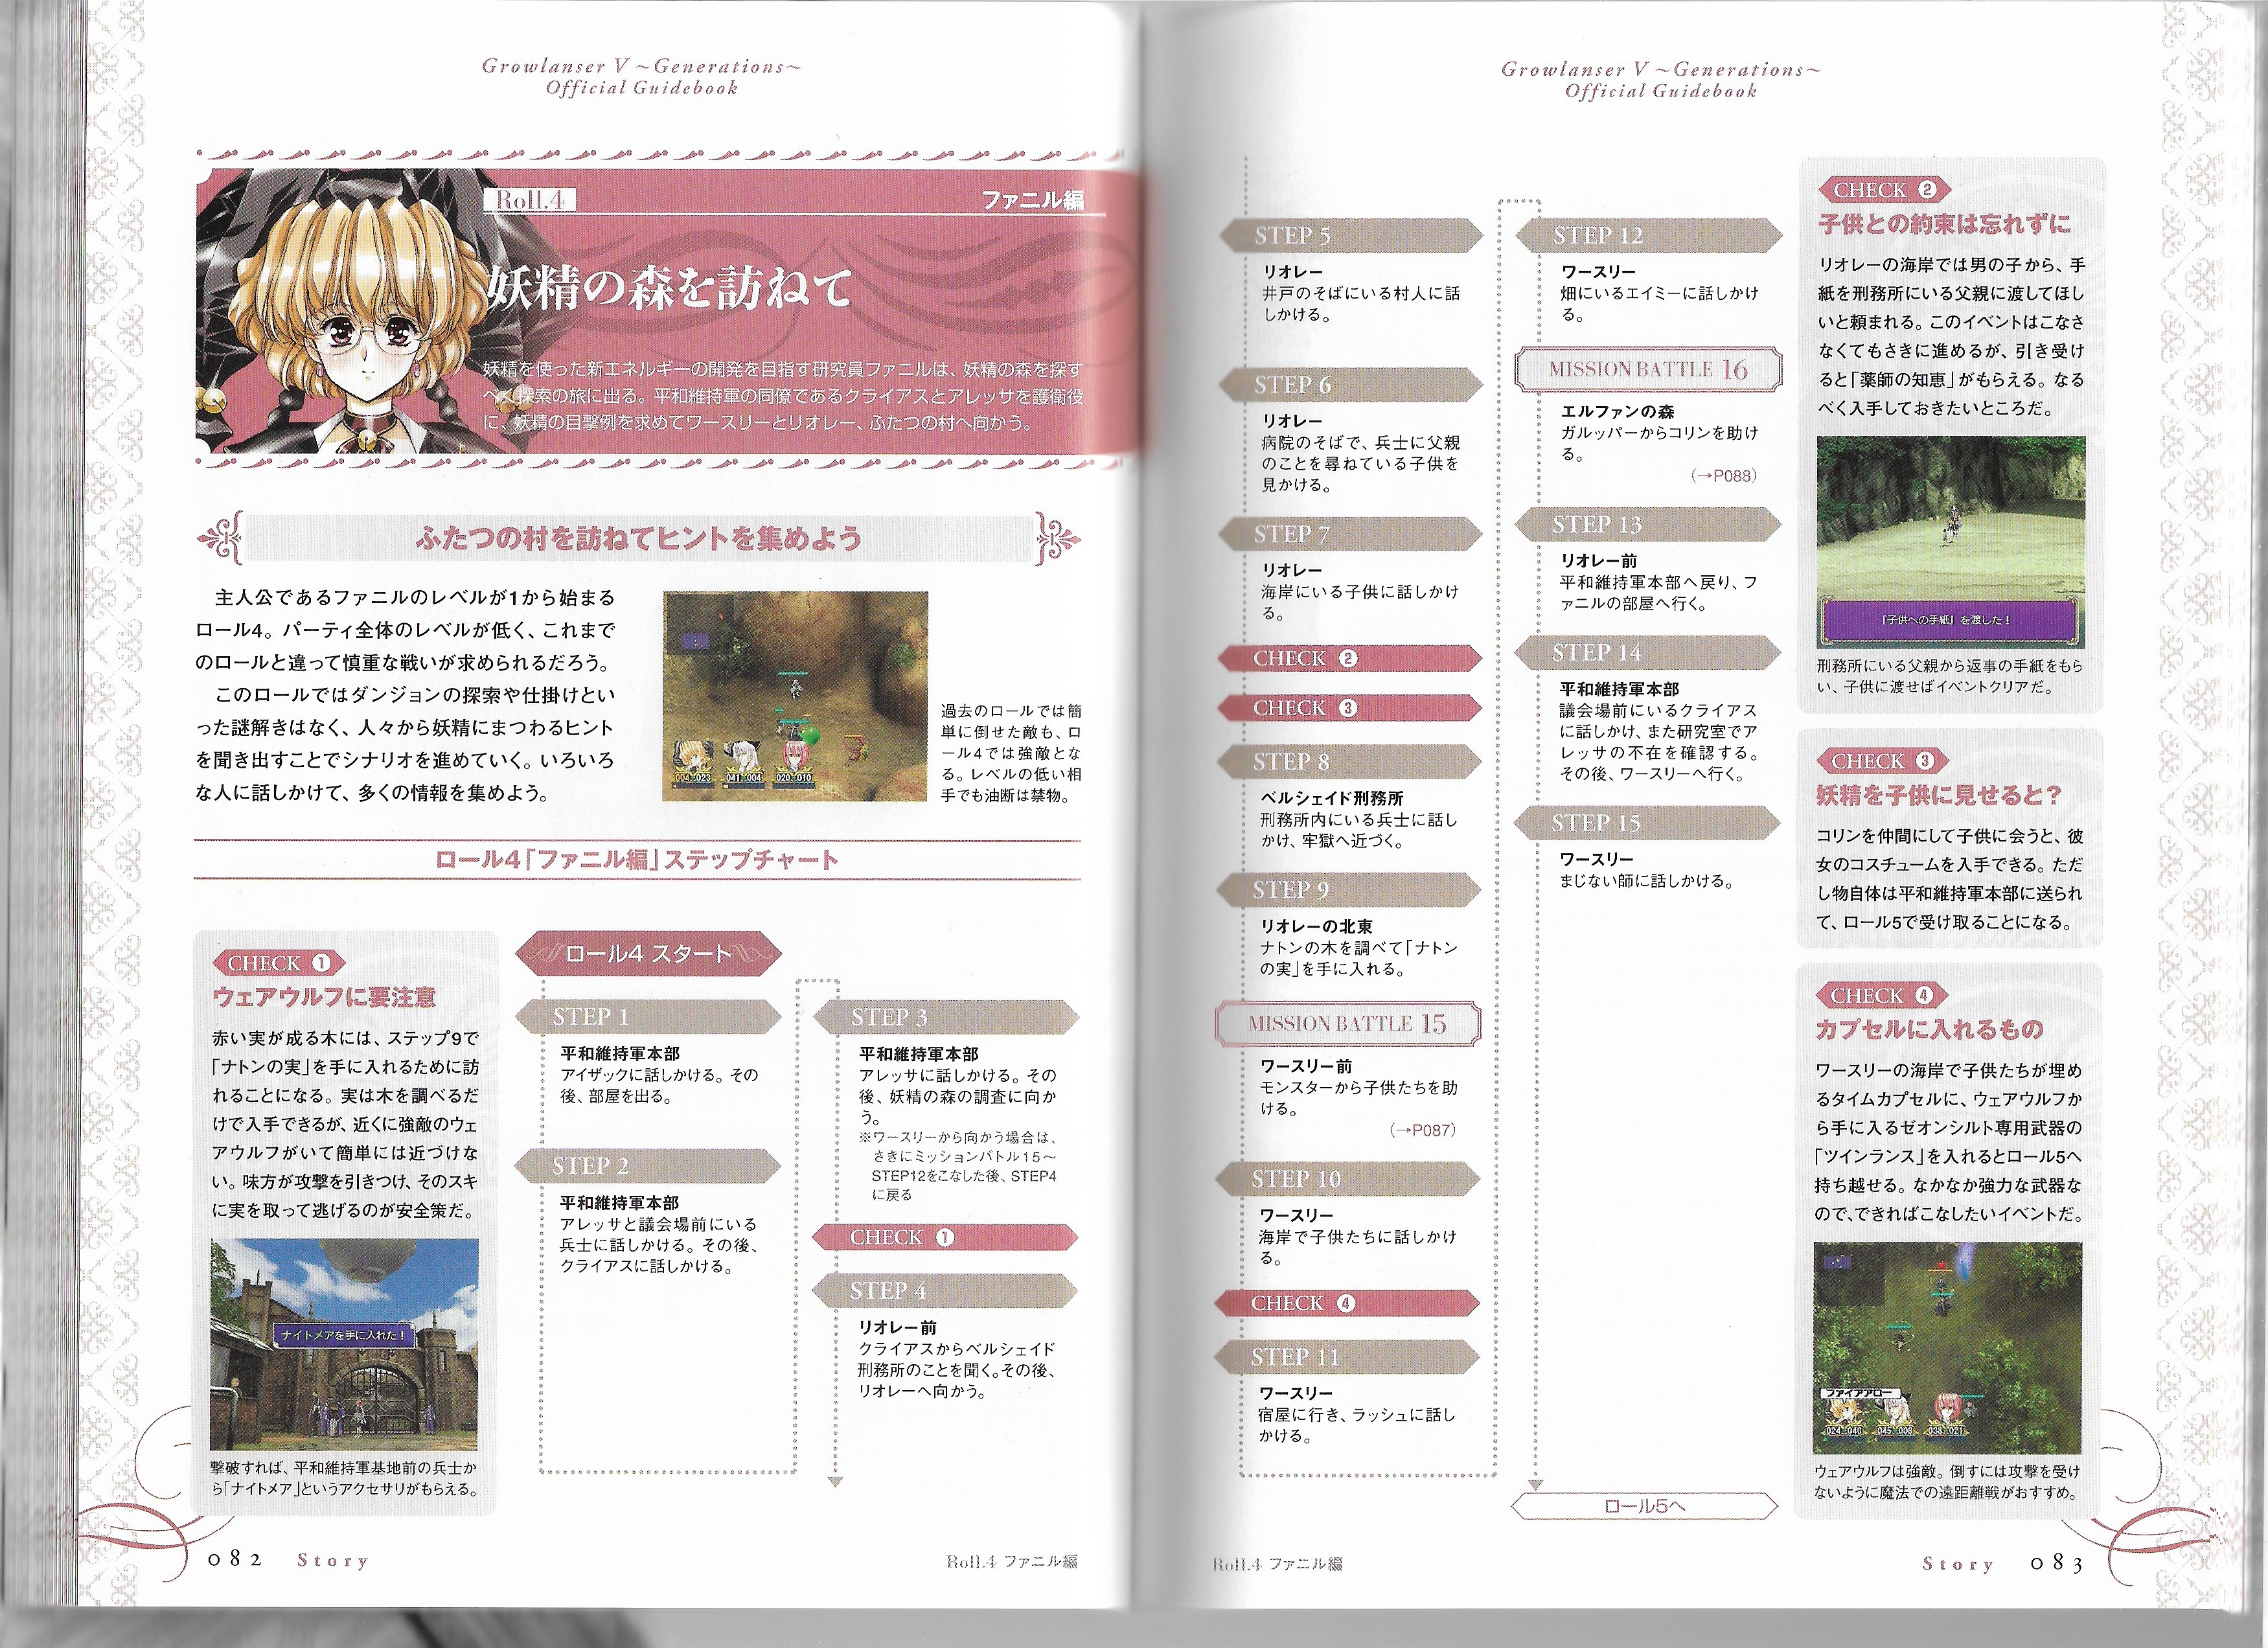 Growlanser V ~Generations~
Official Guidebook
Roll.4
ファニル編
妖精の森を訪ねて
妖精を使った新エネルギーの開発を目指す研究員ファニルは、妖精の森を探す
べく探索の旅に出る。平和維持軍の同僚であるクライアスとアレッサを護衛役
に、妖精の目撃例を求めてワースリーとリオレー、ふたつの村へ向かう。
ふたつの村を訪ねてヒントを集めよう
主人公であるファニルのレベルが1から始まる
ロール4。パーティ全体のレベルが低く、これまで
のロールと違って慎重な戦いが求められるだろう。
このロールではダンジョンの探索や仕掛けとい
った謎解きはなく、人々から妖精にまつわるヒント
を聞き出すことでシナリオを進めていく。いろいろ
な人に話しかけて、多くの情報を集めよう。
過去のロールでは簡
単に倒せた敵も、ロ
ール4では強敵とな
る。レベルの低い相
手でも油断は禁物。
ロール4「ファニル編」ステップチャート
CHECK 1
ウェアウルフに要注意
赤い実が成る木には、ステップ9で
「ナトンの実」を手に入れるために訪
れることになる。実は木を調べるだ
けで入手できるが、近くに強敵のウェ
アウルフがいて簡単には近づけな
い。味方が攻撃を引きつけ、そのスキ
に実を取って逃げるのが安全策だ。
ナイトメアを手に入れた!
撃破すれば、平和維持軍基地前の兵士か
ら「ナイトメア」というアクセサリがもらえる。
ロール4 スタート
STEP 1
平和維持軍本部
アイザックに話しかける。その
後、部屋を出る。
STEP 2
平和維持軍本部
アレッサと議会場前にいる
兵士に話しかける。その後、
クライアスに話しかける。
STEP 3
平和維持軍本部
アレッサに話しかける。その
後、妖精の森の調査に向か
う。
※ワースリーから向かう場合は、
さきにミッションバトル15〜
STEP12をこなした後、STEP4
に戻る
CHECK 1
STEP 4
リオレー前
クライアスからベルシェイド
刑務所のことを聞く。その後、
リオレーへ向かう。
082 Story
Roll.4 ファニル編
Growlanser V ~Generations~
Official Guidebook
STEP 5
リオレー
井戸のそばにいる村人に話
しかける。
STEP 6
リオレー
病院のそばで、兵士に父親
のことを尋ねている子供を
見かける。
STEP 7
リオレー
海岸にいる子供に話しかけ
る。
CHECK 2
CHECK 3
STEP 8
ベルシェイド刑務所
刑務所内にいる兵士に話し
かけ、牢獄へ近づく。
STEP 9
リオレーの北東
ナトンの木を調べて「ナトン
の実」を手に入れる。
MISSION BATTLE 15
ワースリー前
モンスターから子供たちを助
ける。
(→P087)
STEP 10
ワースリー
海岸で子供たちに話しかけ
る。
CHECK 4
STEP 11
ワースリー
宿屋に行き、ラッシュに話し
かける。
STEP 12
ワースリー
畑にいるエイミーに話しかけ
る。
MISSION BATTLE 16
エルファンの森
ガルッパーからコリンを助け
る。
(→P088)
STEP 13
リオレー前
平和維持軍本部へ戻り、フ
ァニルの部屋へ行く。
STEP 14
平和維持軍本部
議会場前にいるクライアス
に話しかけ、また研究室でア
レッサの不在を確認する。
その後、ワースリーへ行く。
STEP 15
ワースリー
まじない師に話しかける。
ロール5へ
CHECK 2
子供との約束は忘れずに
リオレーの海岸では男の子から、手
紙を刑務所にいる父親に渡してほし
いと頼まれる。このイベントはこなさ
なくてもさきに進めるが、引き受け
ると「薬師の知恵」がもらえる。なる
べく入手しておきたいところだ。
『子供への手紙』を渡した!
刑務所にいる父親から返事の手紙をもら
い、子供に渡せばイベントクリアだ。
CHECK 3
妖精を子供に見せると?
コリンを仲間にして子供に会うと、彼
女のコスチュームを入手できる。ただ
し物自体は平和維持軍本部に送られ
て、ロール5で受け取ることになる。
CHECK 4
カプセルに入れるもの
ワースリーの海岸で子供たちが埋め
るタイムカプセルに、ウェアウルフか
ら手に入るゼオンシルト専用武器の
「ツインランス」を入れるとロール5へ
持ち越せる。なかなか強力な武器な
ので、できればこなしたいイベントだ。
ファイアアロー
ウェアウルフは強敵。倒すには攻撃を受け
ないように魔法での遠距離戦がおすすめ。
Roll.4 ファニル編
Story 083